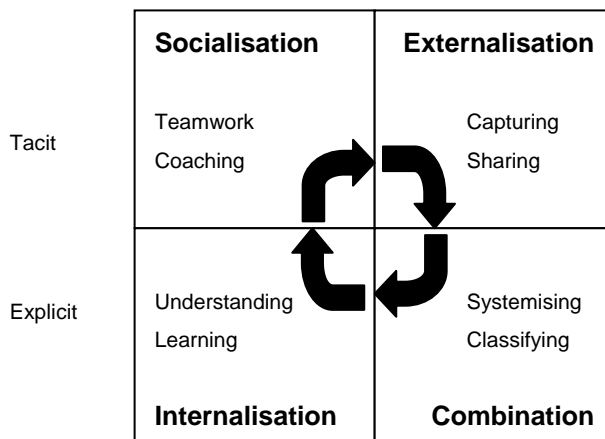 Socialisation
Externalisation
Tacit
Teamwork
Coaching
Capturing
Sharing
Explicit
Understanding
Learning
Systemising
Classifying
Internalisation
Combination